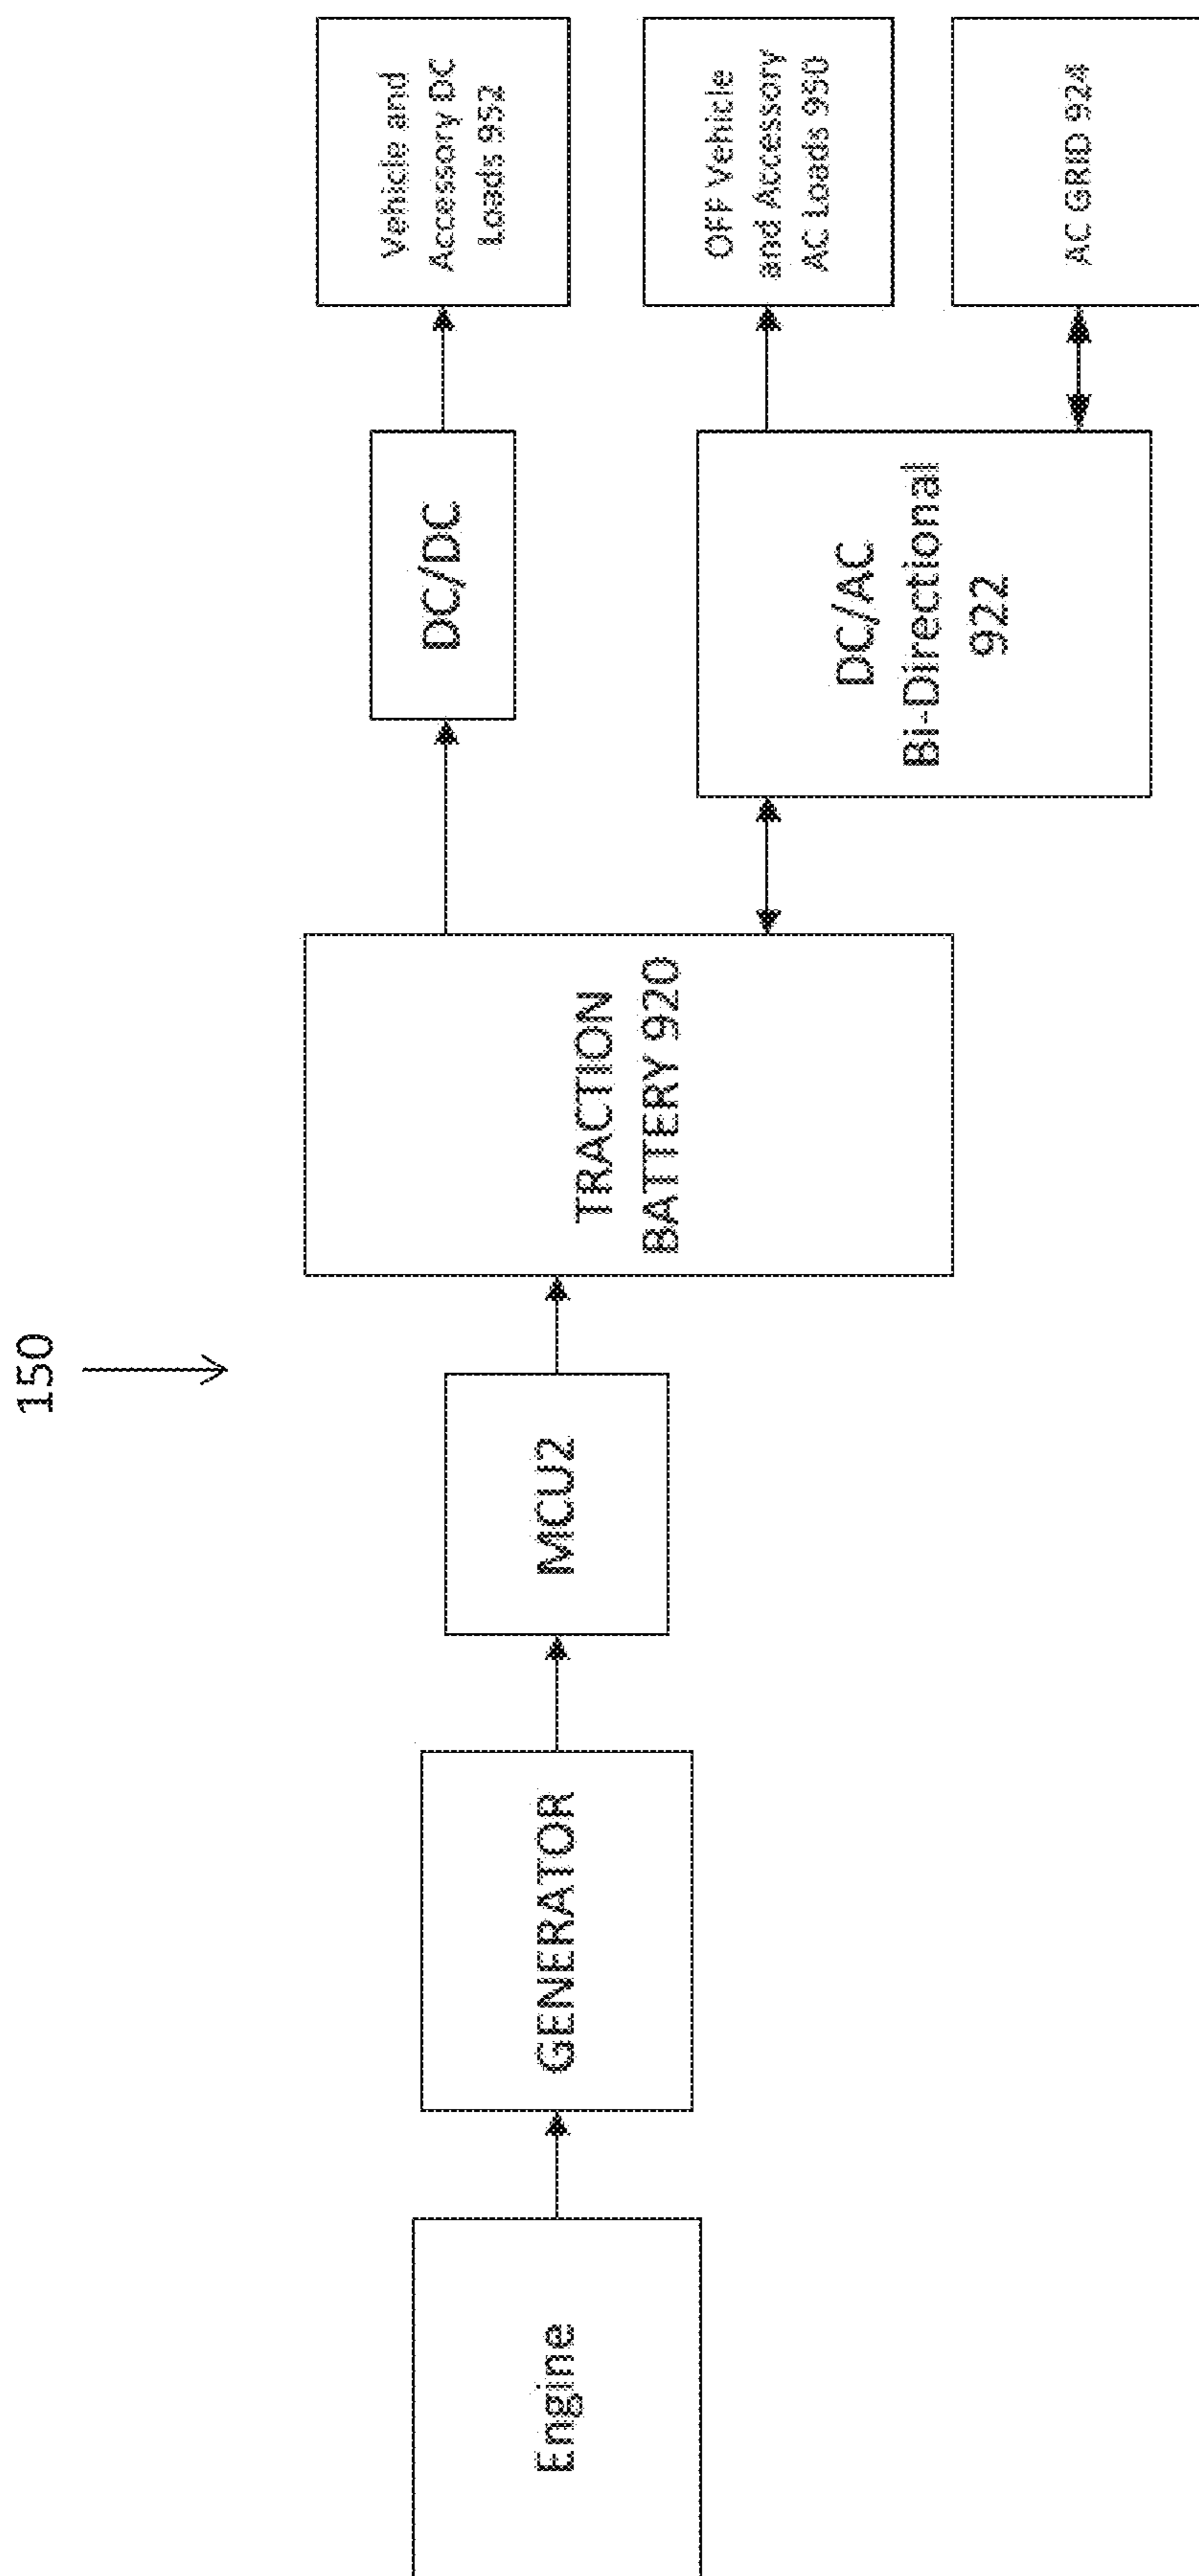 150
Engine
GENERATOR
MCU2
TRACTION
BATTERY 920
DC/DC
DC/AC
Bi-Directional
922
Vehicle and
Accessory DC
Loads 952
OFF Vehicle
and Accessory
AC Loads 950
AC GRID 924